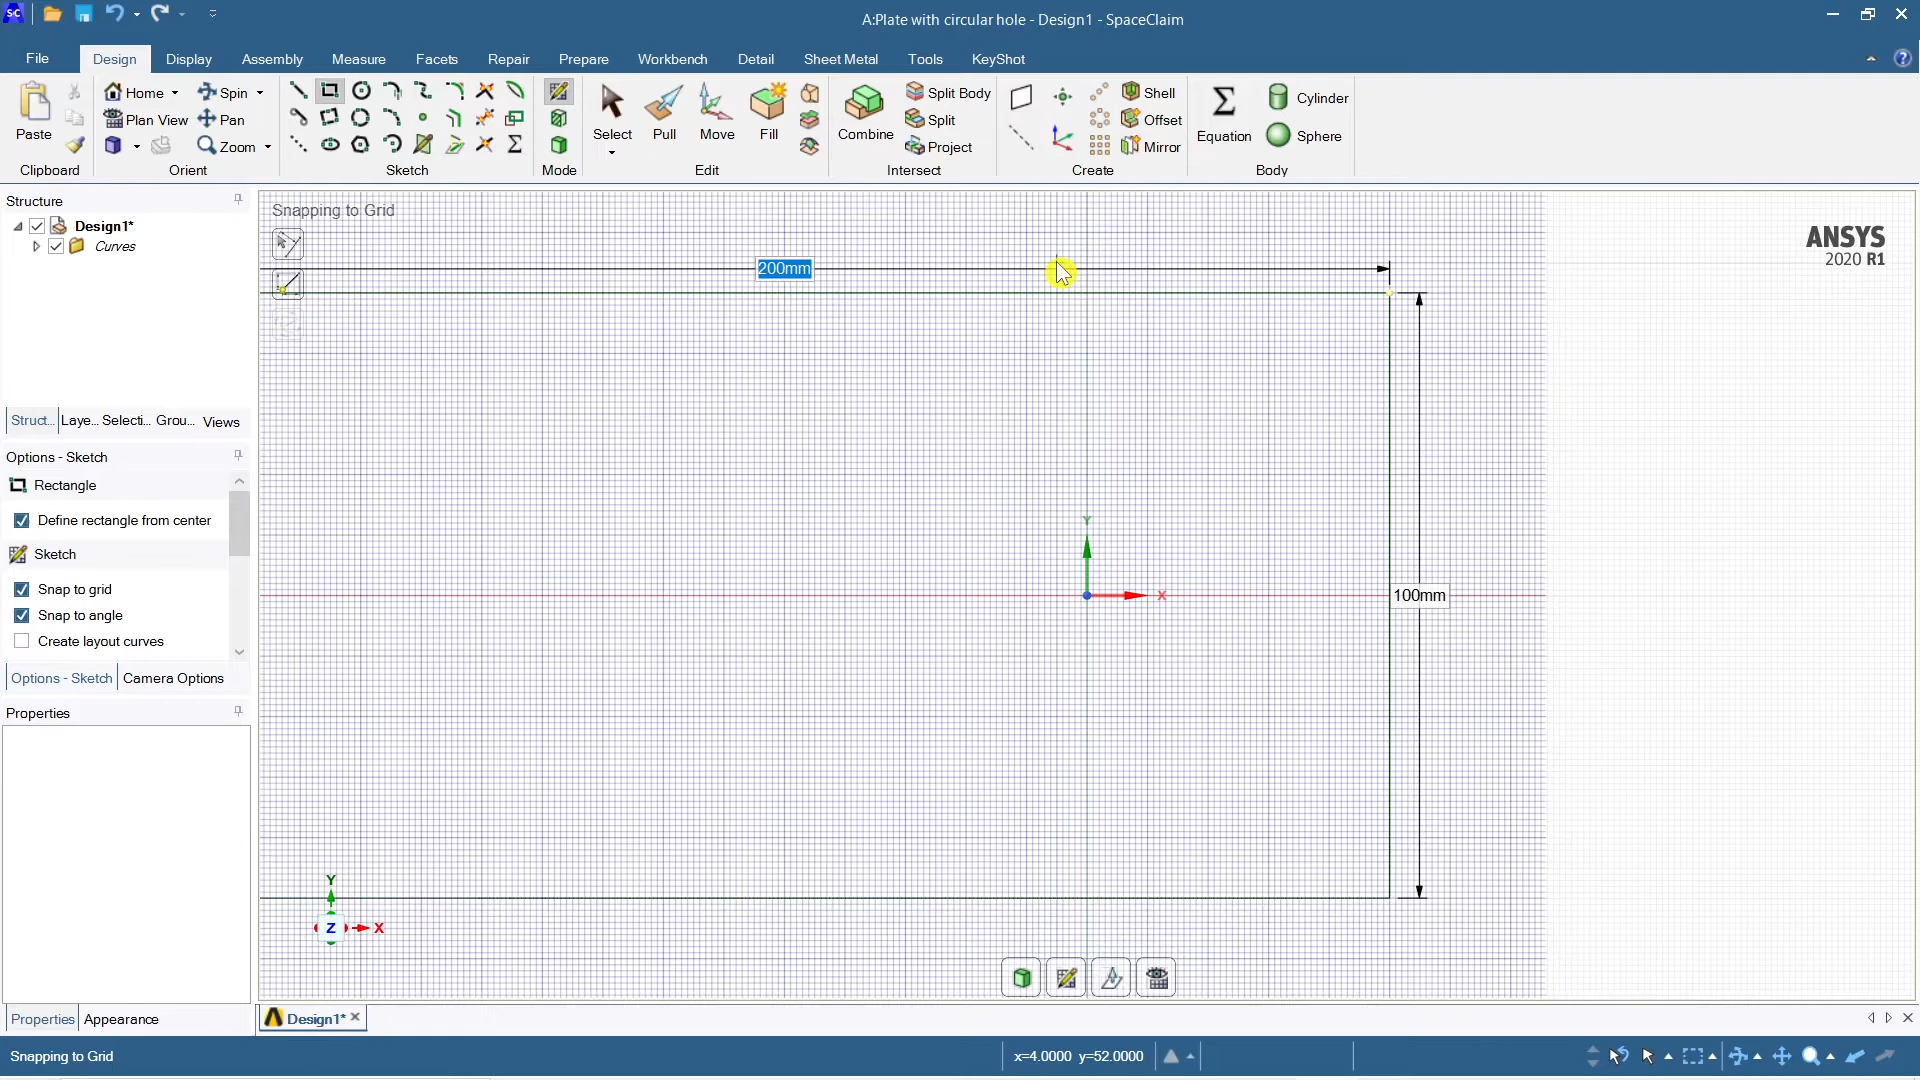 SC
A:Plate with circular hole - Design1 - SpaceClaim
File Design Display Assembly Measure Facets Repair Prepare Workbench Detail Sheet Metal Tools KeyShot
Home Spin Split Body Shell Cylinder
Plan View Pan Split Offset
Paste Select Pull Move Fill Combine Equation Sphere
Zoom Project Mirror
Clipboard Orient Sketch Mode Edit Intersect Create Body
Structure
Design1*
Curves
Struct... Laye... Selecti... Grou... Views
Options - Sketch
Rectangle
Define rectangle from center
Sketch
Snap to grid
Snap to angle
Create layout curves
Options - Sketch Camera Options
Properties
Properties Appearance
Snapping to Grid
ANSYS
2020 R1
200mm
Y
X
100mm
Y
Z X
Design1*
Snapping to Grid
x=4.0000 y=52.0000